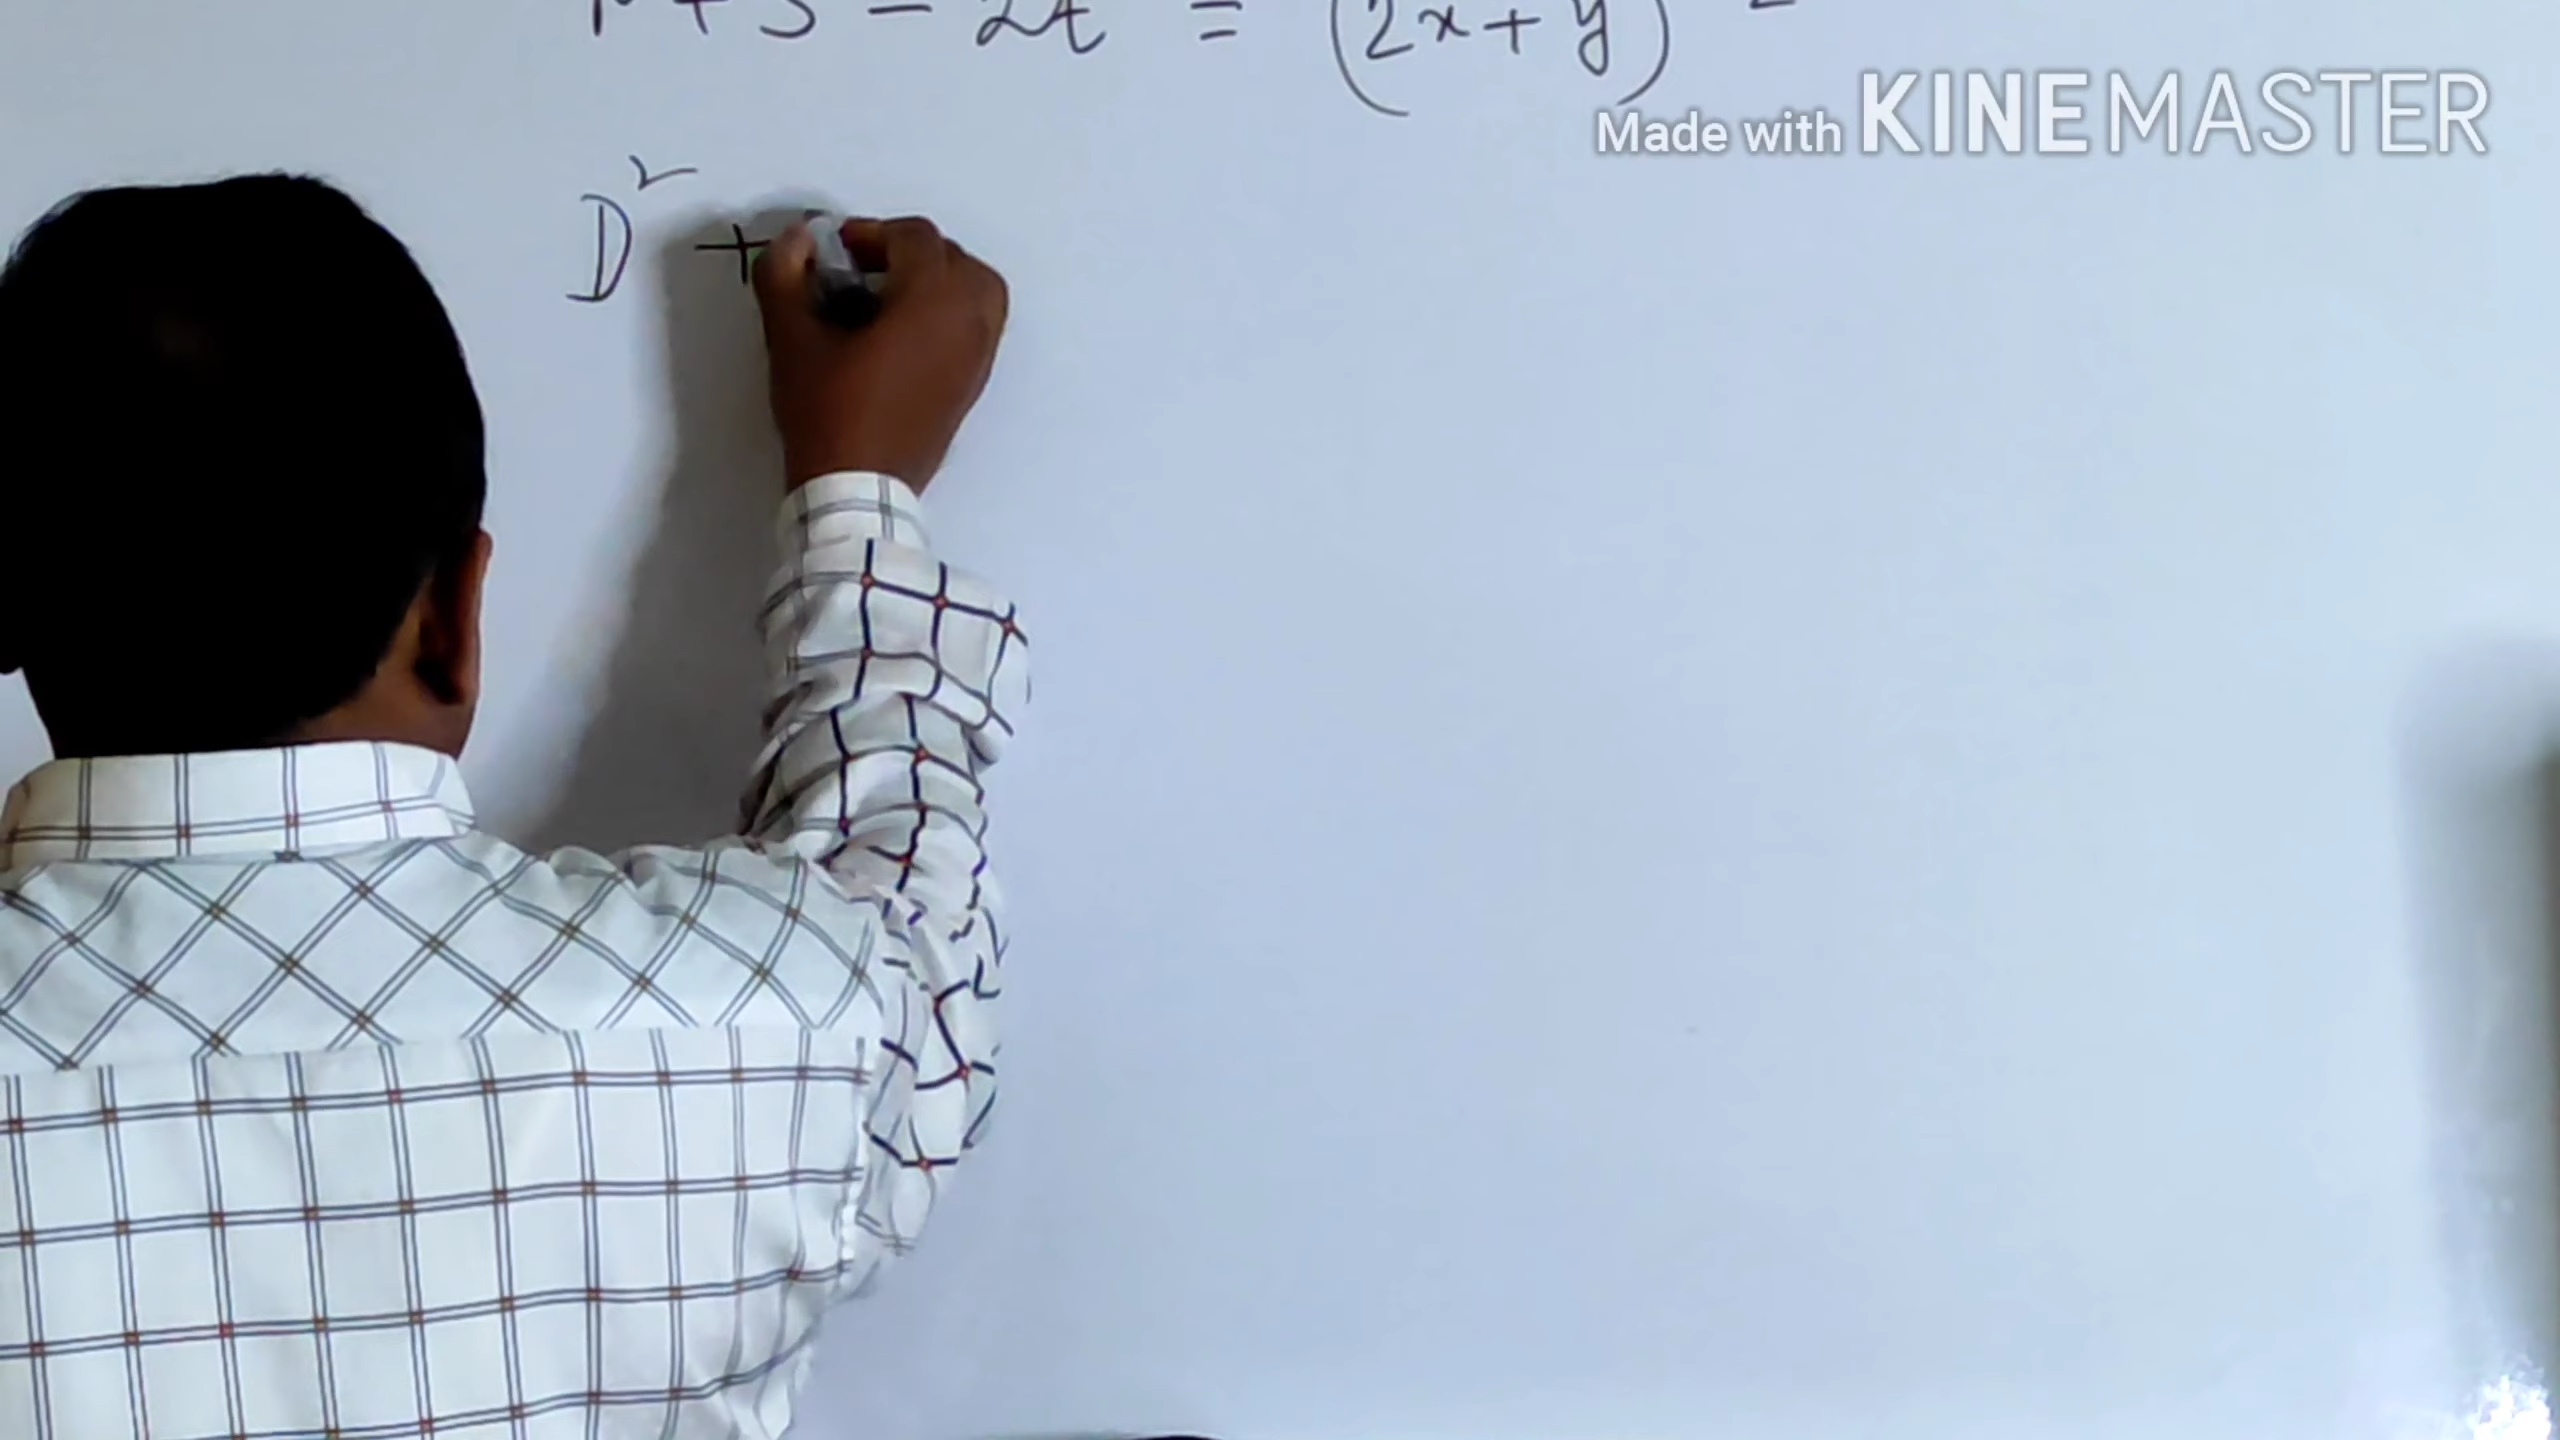 r + s - 2t = (2x + y)
Made with KINEMASTER
D² +